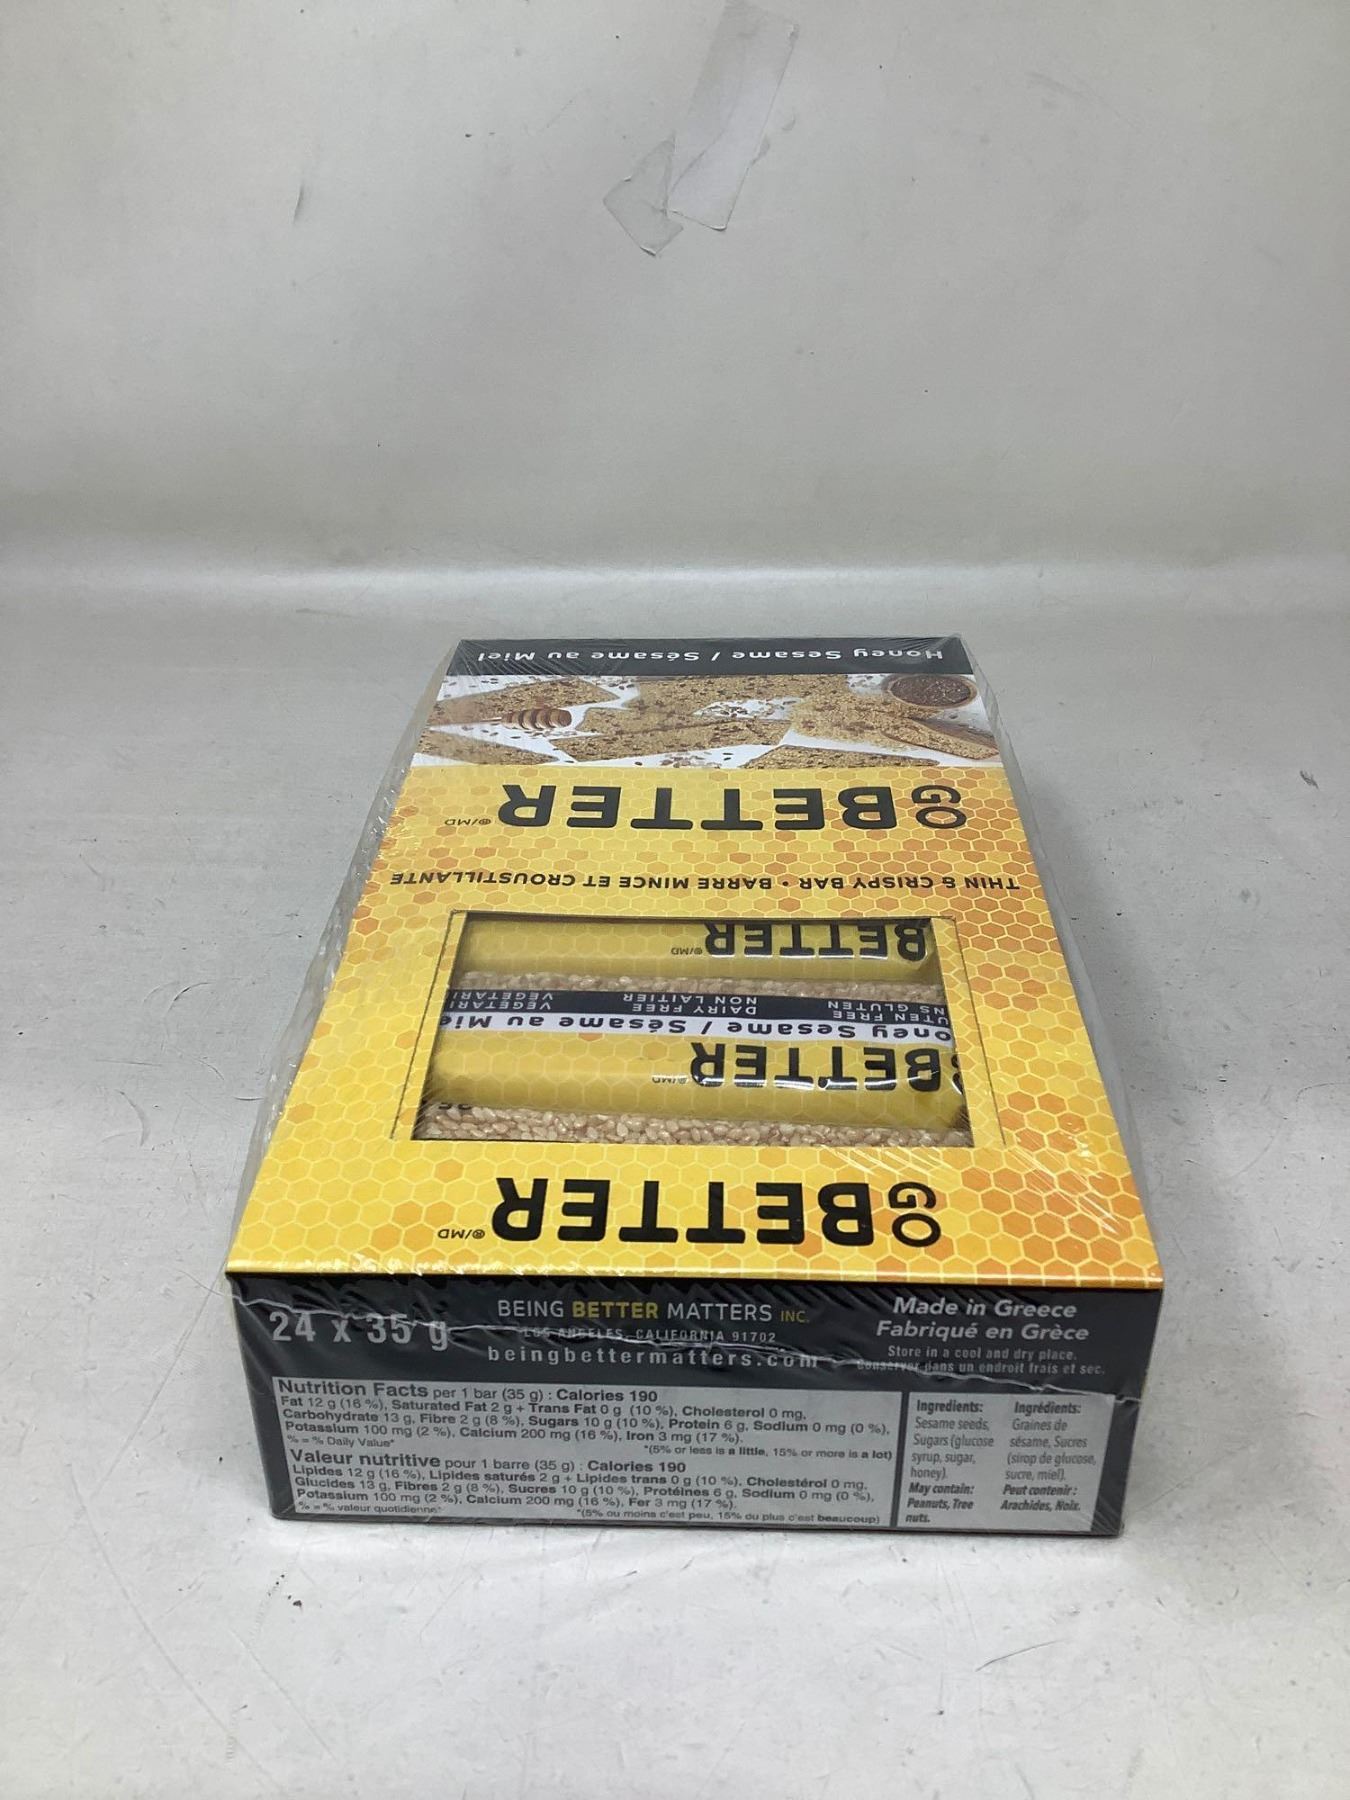 Honey Sesame / Sésame au Miel
GO
BETTER ®/MD
THIN & CRISPY BAR • BARRE MINCE ET CROUSTILLANTE
BETTER ®/MD
UTEN FREE DAIRY FREE VEGETARI
NS GLUTEN NON LAITIER VEGETARI
oney Sesame / Sésame au Mie
BETTER ®/MD
35
GO
BETTER ®/MD
24 x 35 g
BEING BETTER MATTERS INC.
LOS ANGELES, CALIFORNIA 91702
beingbettermatters.com
Made in Greece
Fabriqué en Grèce
Store in a cool and dry place.
Conserver dans un endroit frais et sec.
Nutrition Facts per 1 bar (35 g) : Calories 190
Fat 12 g (16 %), Saturated Fat 2 g + Trans Fat 0 g (10 %), Cholesterol 0 mg,
Carbohydrate 13 g, Fibre 2 g (8 %), Sugars 10 g (10 %), Protein 6 g, Sodium 0 mg (0 %),
Potassium 100 mg (2 %), Calcium 200 mg (16 %), Iron 3 mg (17 %).
% = % Daily Value* *(5% or less is a little, 15% or more is a lot)
Valeur nutritive pour 1 barre (35 g) : Calories 190
Lipides 12 g (16 %), Lipides saturés 2 g + Lipides trans 0 g (10 %), Cholestérol 0 mg,
Glucides 13 g, Fibres 2 g (8 %), Sucres 10 g (10 %), Protéines 6 g, Sodium 0 mg (0 %),
Potassium 100 mg (2 %), Calcium 200 mg (16 %), Fer 3 mg (17 %).
% = % valeur quotidienne* *(5% ou moins c'est peu, 15% du plus c'est beaucoup)
Ingredients:
Sesame seeds,
Sugars (glucose
syrup, sugar,
honey).
May contain:
Peanuts, Tree
nuts.
Ingrédients:
Graines de
sésame, Sucres
(sirop de glucose,
sucre, miel).
Peut contenir :
Arachides, Noix.